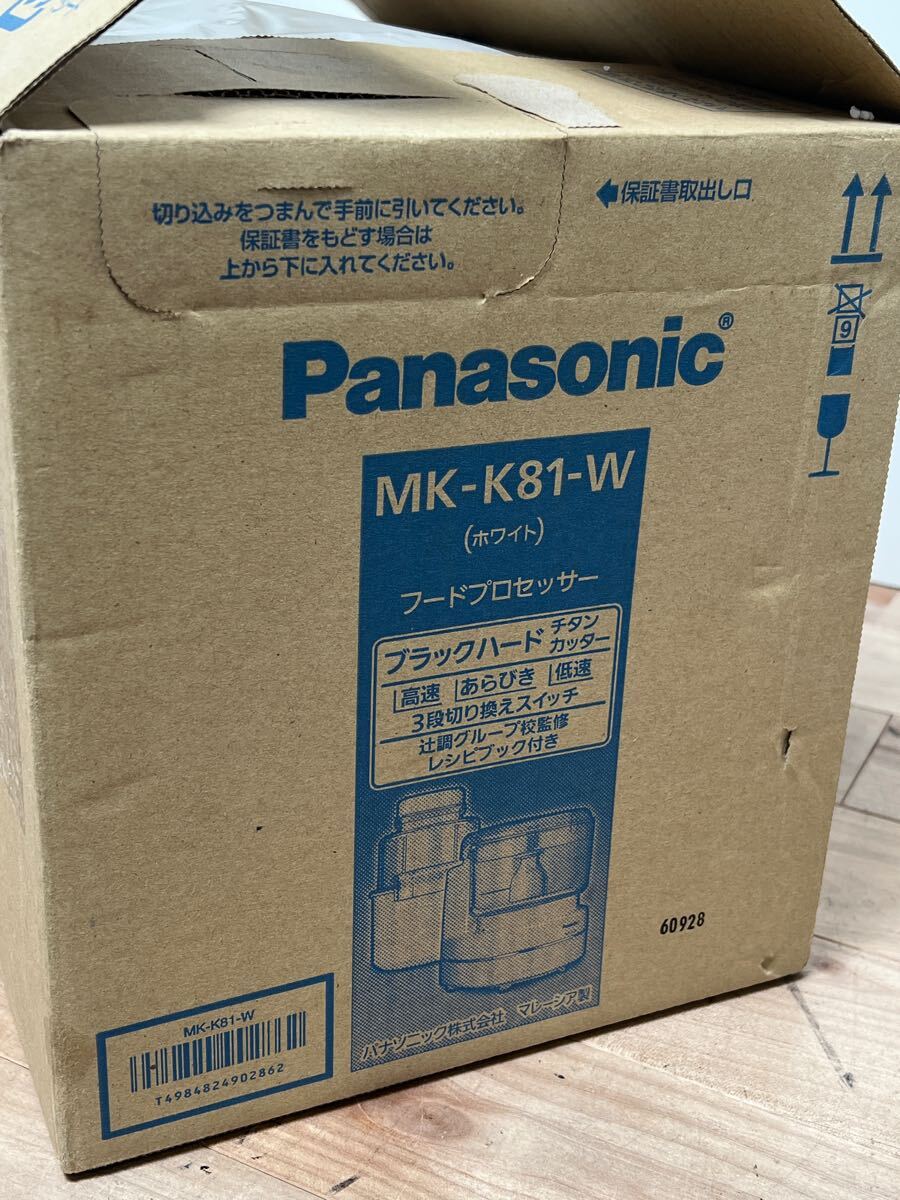 切り込みをつまんで手前に引いてください。
保証書をもどす場合は
上から下に入れてください。
保証書取出し口
9
Panasonic®
MK-K81-W
(ホワイト)
フードプロセッサー
ブラックハード チタン
カッター
高速 あらびき 低速
3段切り換えスイッチ
辻調グループ校監修
レシピブック付き
パナソニック株式会社 マレーシア製
60928
MK-K81-W
T4984824902862